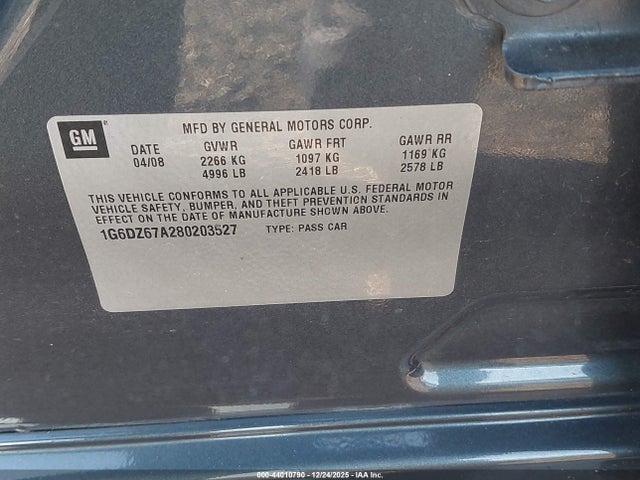 GM
MFD BY GENERAL MOTORS CORP.
DATE GVWR GAWR FRT GAWR RR
04/08 2266 KG 1097 KG 1169 KG
4996 LB 2418 LB 2578 LB
THIS VEHICLE CONFORMS TO ALL APPLICABLE U.S. FEDERAL MOTOR
VEHICLE SAFETY, BUMPER, AND THEFT PREVENTION STANDARDS IN
EFFECT ON THE DATE OF MANUFACTURE SHOWN ABOVE.
1G6DZ67A280203527 TYPE: PASS CAR
000-44010790 - 12/24/2025 - IAA Inc.